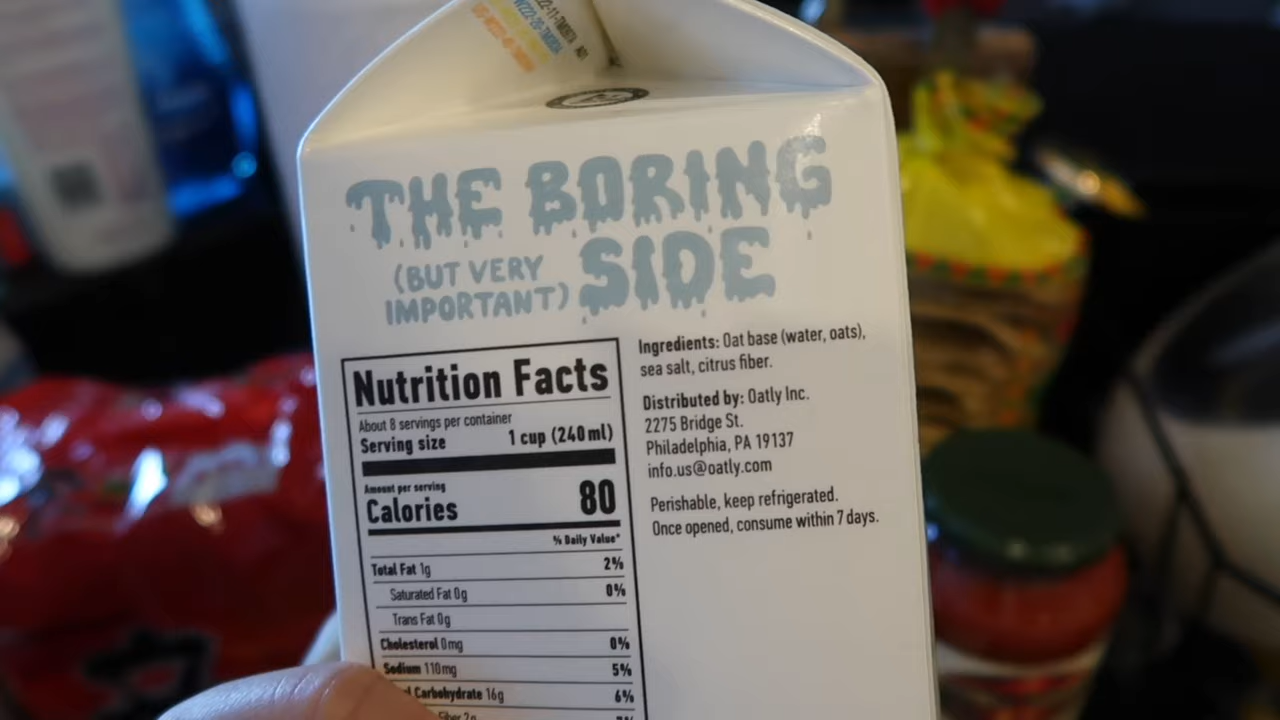 THE BORING
(BUT VERY
IMPORTANT)
SIDE
Nutrition Facts
About 8 servings per container
Serving size 1 cup (240ml)
Amount per serving
Calories 80
% Daily Value*
Total Fat 1g 2%
Saturated Fat 0g 0%
Trans Fat 0g
Cholesterol 0mg 0%
Sodium 110mg 5%
Carbohydrate 16g 6%
Fiber 2g
Ingredients: Oat base (water, oats),
sea salt, citrus fiber.
Distributed by: Oatly Inc.
2275 Bridge St.
Philadelphia, PA 19137
info.us@oatly.com
Perishable, keep refrigerated.
Once opened, consume within 7 days.